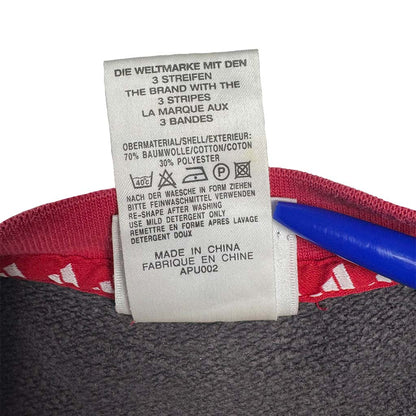 DIE WELTMARKE MIT DEN
3 STREIFEN
THE BRAND WITH THE
3 STRIPES
LA MARQUE AUX
3 BANDES
OBERMATERIAL/SHELL/EXTERIEUR:
70% BAUMWOLLE/COTTON/COTON
30% POLYESTER
40°C
NACH DER WAESCHE IN FORM ZIEHEN
BITTE FEINWASCHMITTEL VERWENDEN
RE-SHAPE AFTER WASHING
USE MILD DETERGENT ONLY
REMETTRE EN FORME APRES LAVAGE
DETERGENT DOUX
MADE IN CHINA
FABRIQUE EN CHINE
APU002